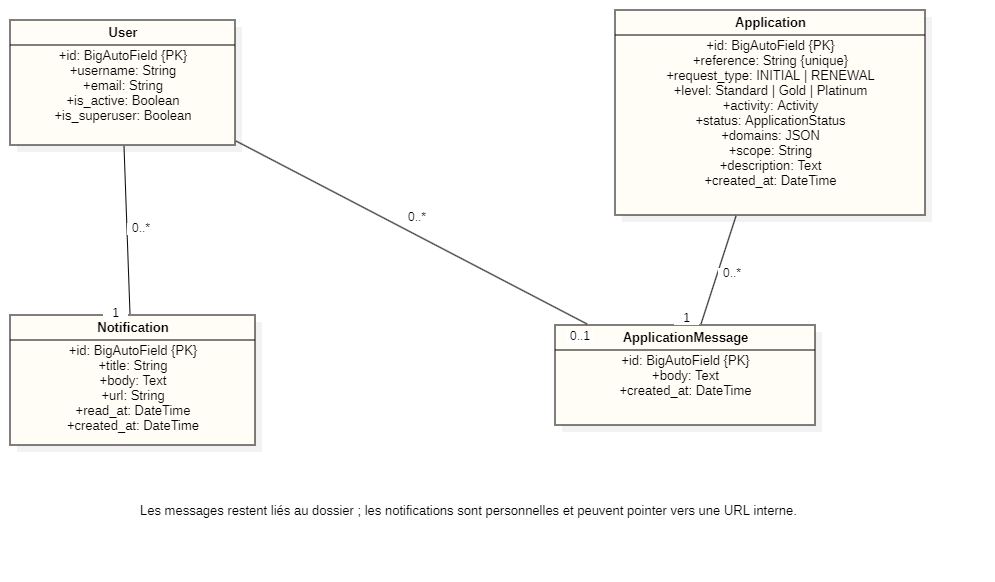 User
+id: BigAutoField {PK}
+username: String
+email: String
+is_active: Boolean
+is_superuser: Boolean
Application
+id: BigAutoField {PK}
+reference: String {unique}
+request_type: INITIAL | RENEWAL
+level: Standard | Gold | Platinum
+activity: Activity
+status: ApplicationStatus
+domains: JSON
+scope: String
+description: Text
+created_at: DateTime
0..*
0..*
0..*
1
1
0..1
Notification
+id: BigAutoField {PK}
+title: String
+body: Text
+url: String
+read_at: DateTime
+created_at: DateTime
ApplicationMessage
+id: BigAutoField {PK}
+body: Text
+created_at: DateTime
Les messages restent liés au dossier ; les notifications sont personnelles et peuvent pointer vers une URL interne.